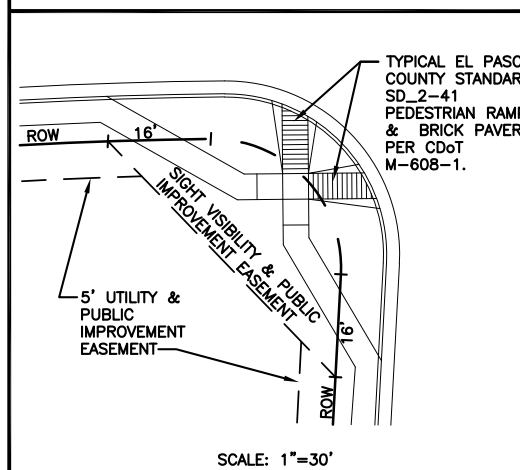 TYPICAL EL PASO
COUNTY STANDAR
SD_2-41
PEDESTRIAN RAMP
& BRICK PAVER
PER CDoT
M-608-1.
ROW
16'
SIGHT VISIBILITY & PUBLIC
IMPROVEMENT EASEMENT
5' UTILITY &
PUBLIC
IMPROVEMENT
EASEMENT
16'
ROW
SCALE: 1"=30'